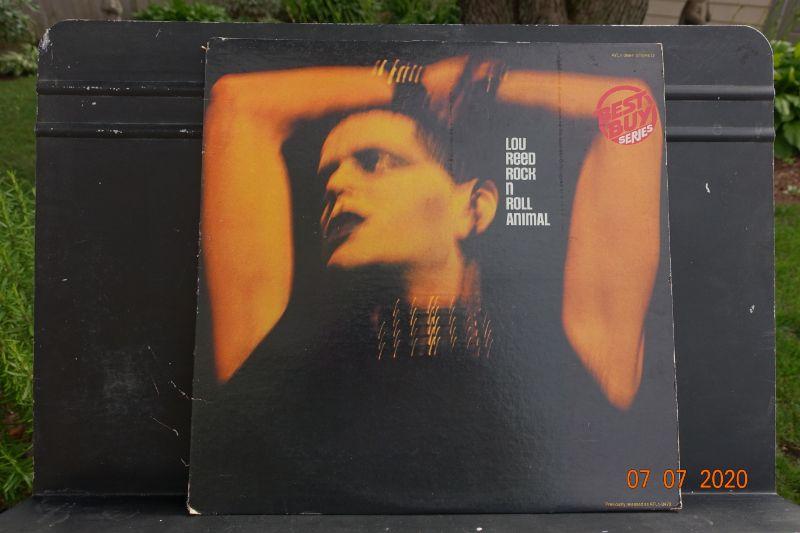 BEST
BUY
SERIES
LOU
REED
ROCK
n
ROLL
ANIMAL
07 07 2020